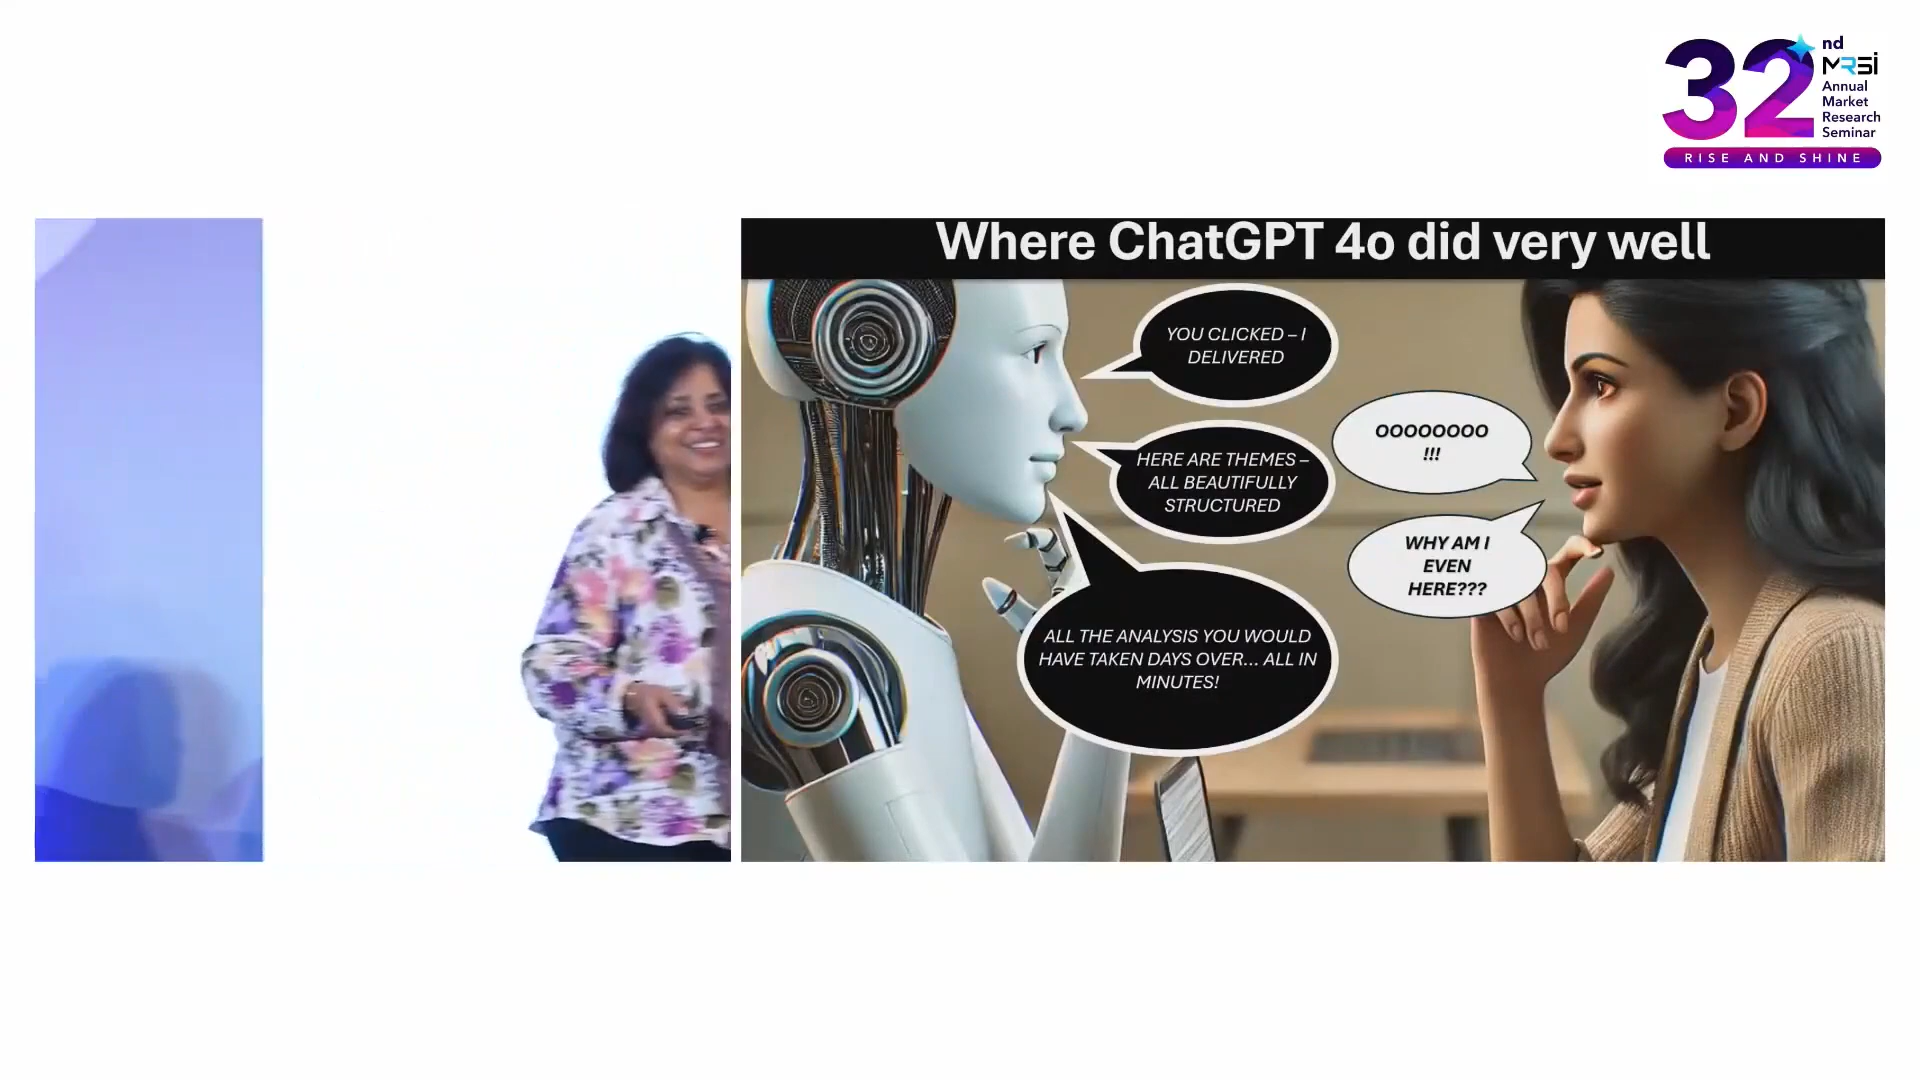 32nd
MRSI
Annual
Market
Research
Seminar
RISE AND SHINE
Where ChatGPT 4o did very well
YOU CLICKED – I
DELIVERED
HERE ARE THEMES –
ALL BEAUTIFULLY
STRUCTURED
ALL THE ANALYSIS YOU WOULD
HAVE TAKEN DAYS OVER... ALL IN
MINUTES!
OOOOOOOO
!!!
WHY AM I
EVEN
HERE???